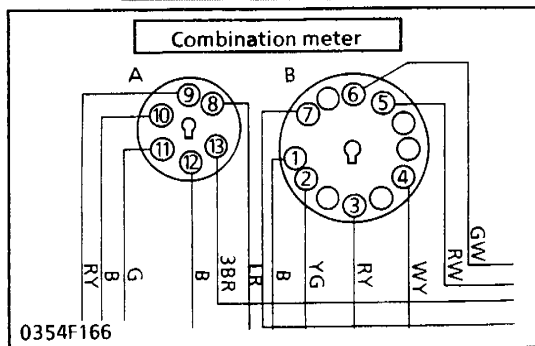 Combination meter
A
B
9
8
10
11
12
13
6
5
7
1
2
3
4
RY
B
G
B
3BR
LR
B
YG
RY
WY
RW
GW
0354F166